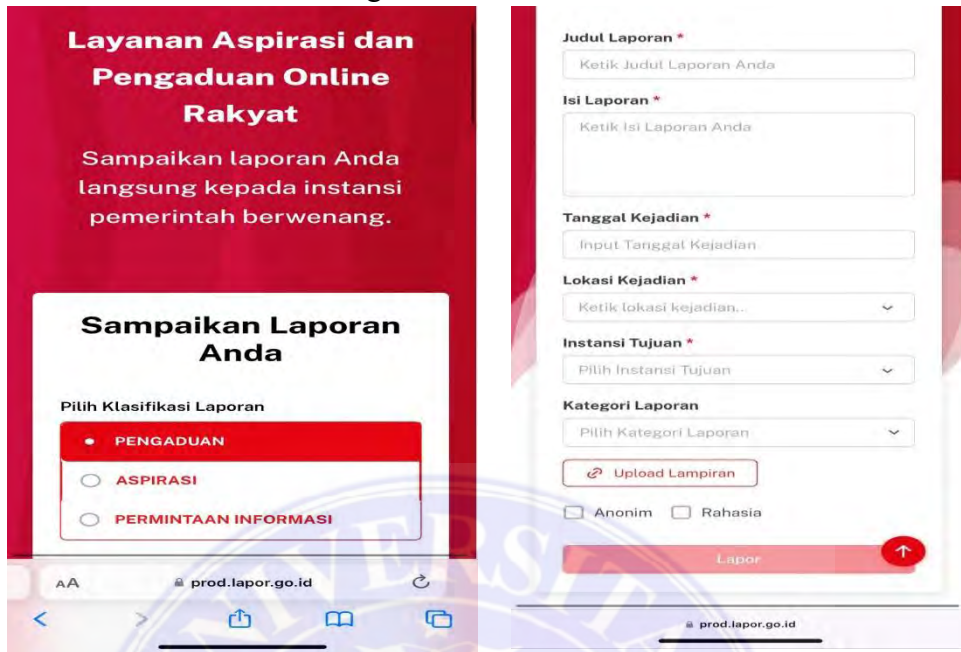 Layanan Aspirasi dan
Pengaduan Online
Rakyat
Sampaikan laporan Anda
langsung kepada instansi
pemerintah berwenang.
Sampaikan Laporan
Anda
Pilih Klasifikasi Laporan
PENGADUAN
ASPIRASI
PERMINTAAN INFORMASI
AA
prod.lapor.go.id
Judul Laporan *
Ketik Judul Laporan Anda
Isi Laporan *
Ketik Isi Laporan Anda
Tanggal Kejadian *
Input Tanggal Kejadian
Lokasi Kejadian *
Ketik lokasi kejadian..
Instansi Tujuan *
Pilih Instansi Tujuan
Kategori Laporan
Pilih Kategori Laporan
Upload Lampiran
Anonim Rahasia
Lapor
prod.lapor.go.id